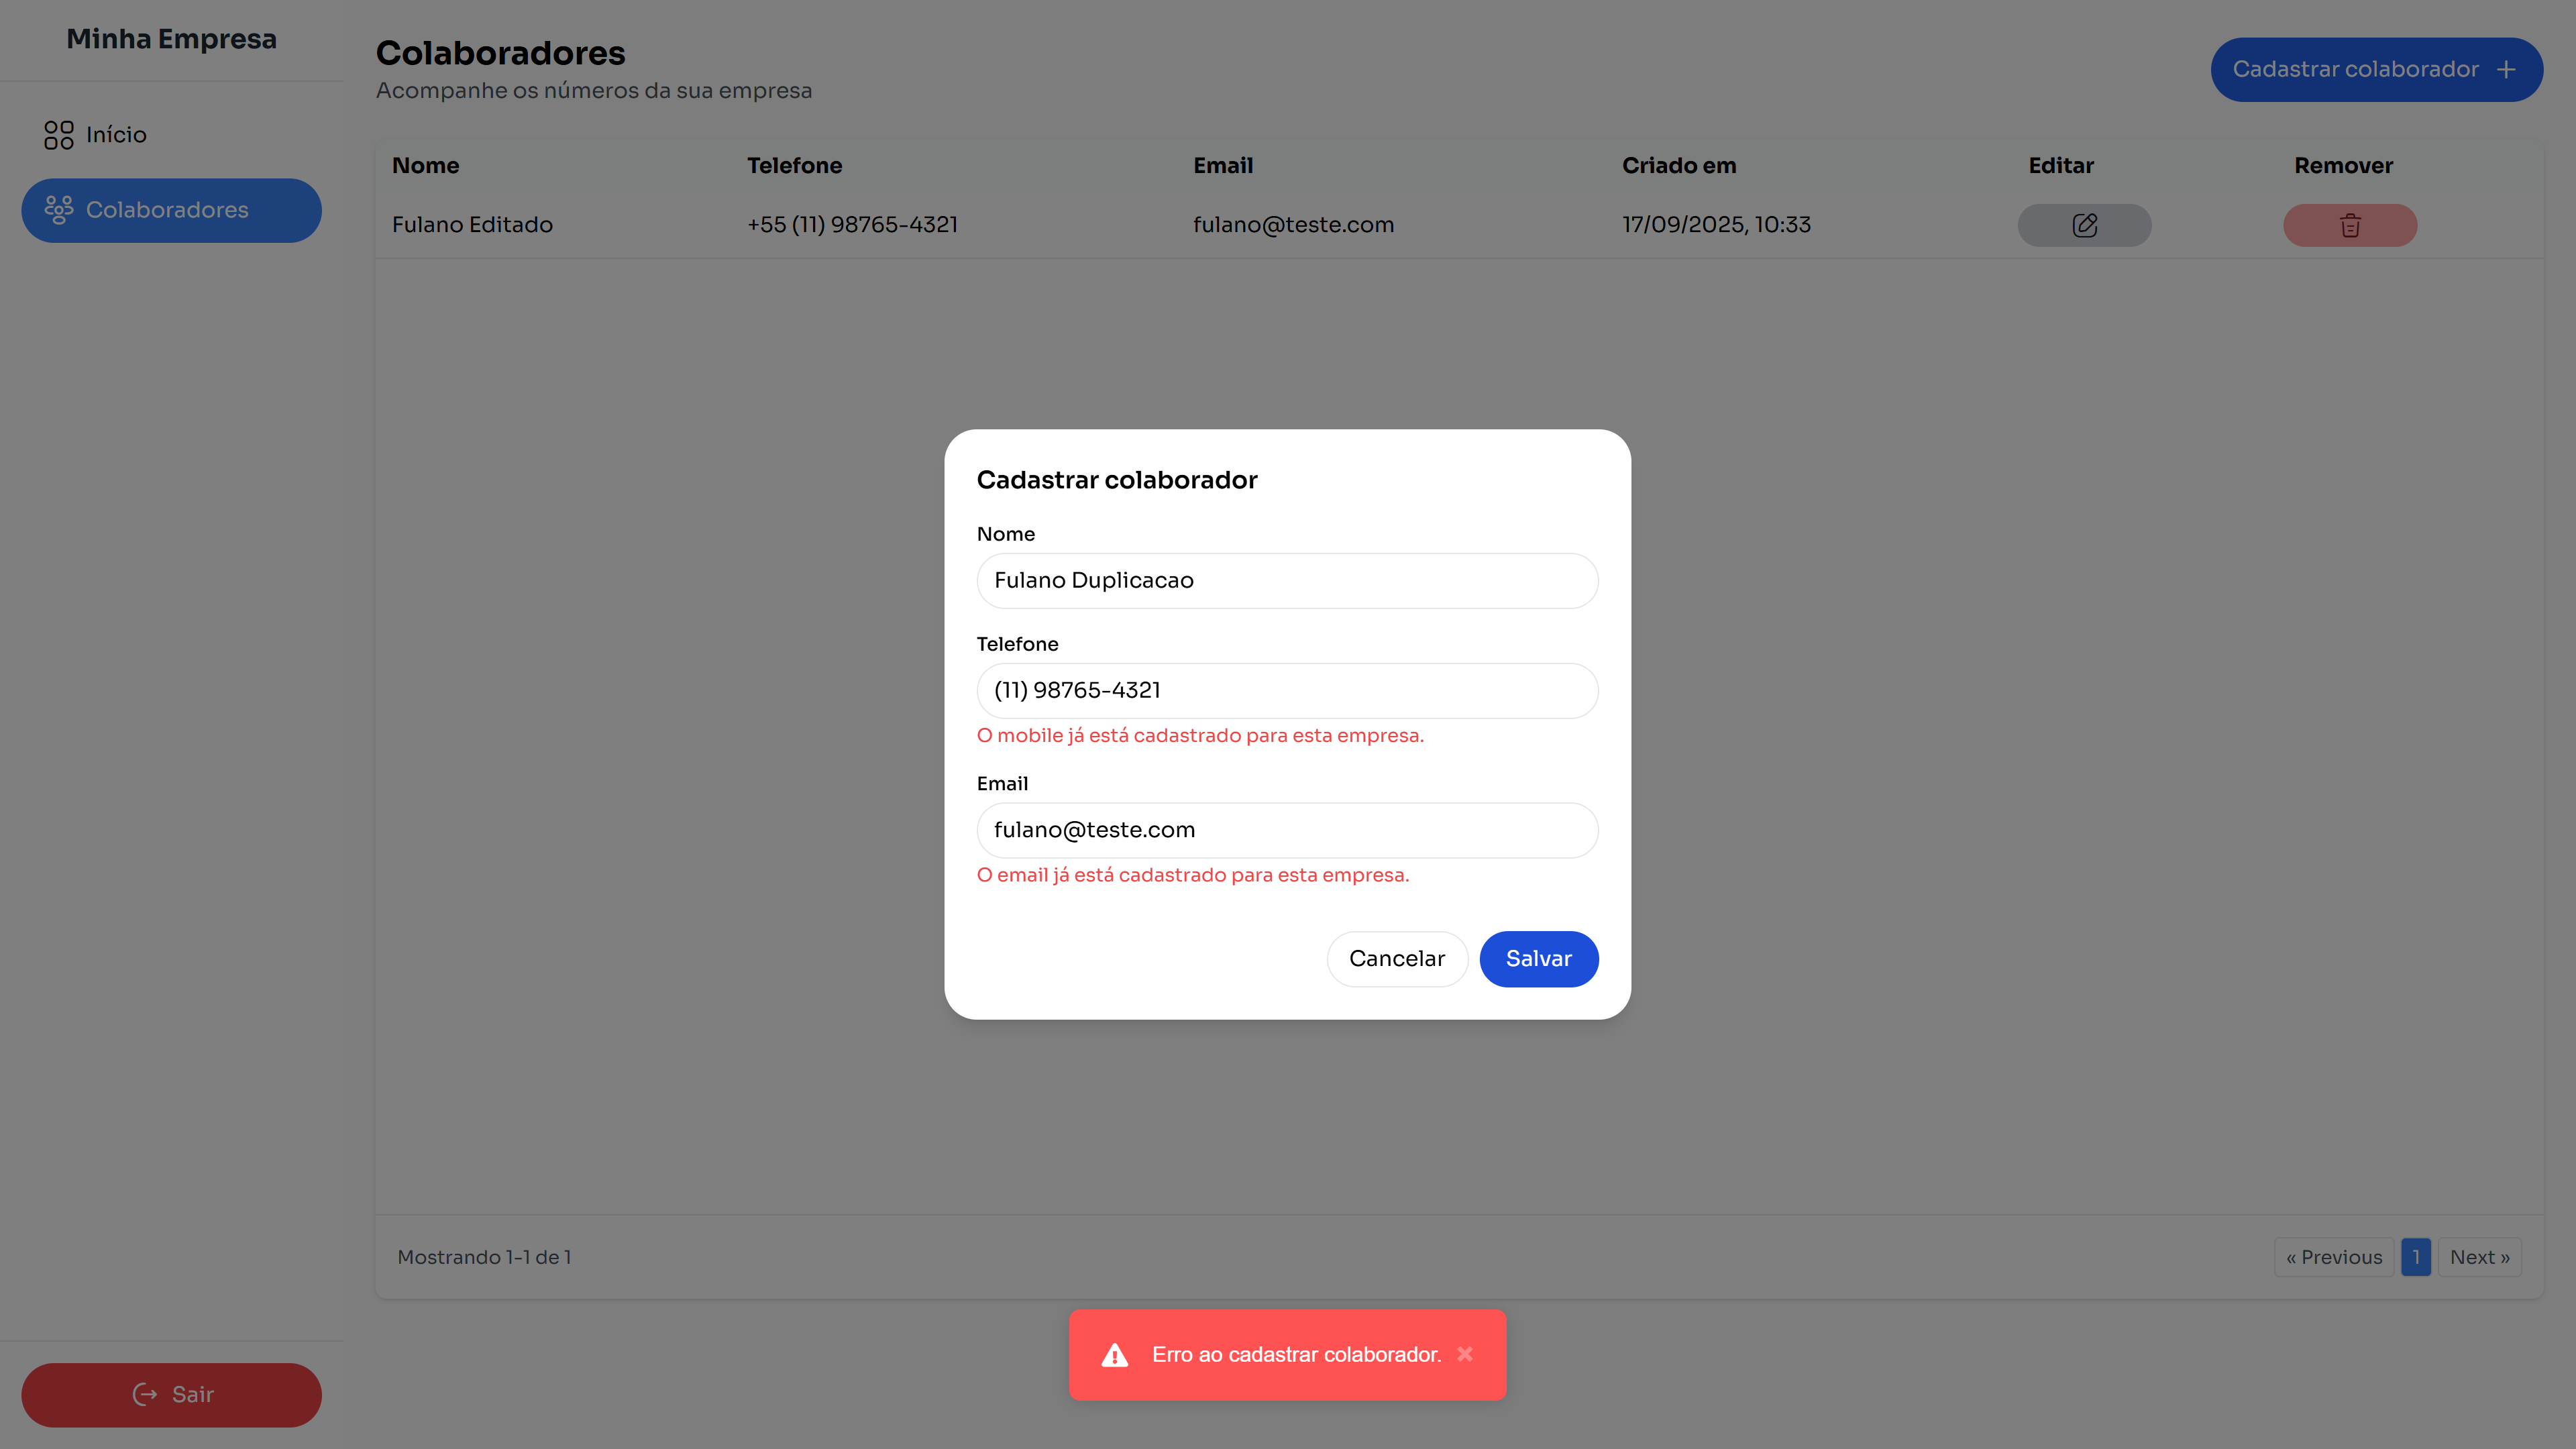 Minha Empresa
Início
Colaboradores
Sair
Colaboradores
Acompanhe os números da sua empresa
Cadastrar colaborador
Nome Telefone Email Criado em Editar Remover
Fulano Editado +55 (11) 98765-4321 fulano@teste.com 17/09/2025, 10:33
Cadastrar colaborador
Nome
Fulano Duplicacao
Telefone
(11) 98765-4321
O mobile já está cadastrado para esta empresa.
Email
fulano@teste.com
O email já está cadastrado para esta empresa.
Cancelar Salvar
Mostrando 1-1 de 1
« Previous 1 Next »
Erro ao cadastrar colaborador.